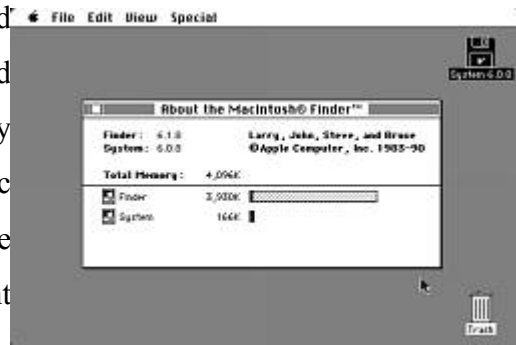 d
d
y
c
e
t
File Edit View Special
System 6.0.8
About the Macintosh® Finder™
Finder: 6.1.8 Larry, John, Steve, and Bruce
System: 6.0.8 ©Apple Computer, Inc. 1983-90
Total Memory: 4,096K
Finder 3,930K
System 166K
Trash